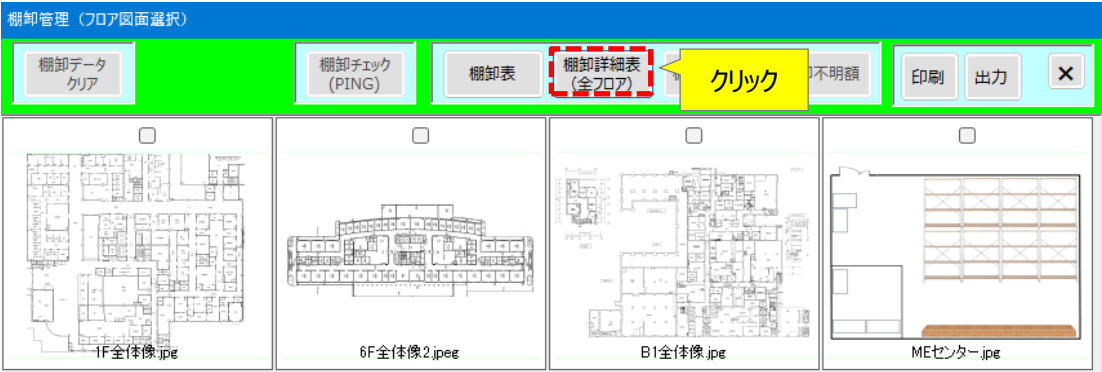 棚卸管理（フロア図面選択）
棚卸データ
クリア
棚卸チェック
(PING)
棚卸表
棚卸詳細表
（全フロア）
クリック
不明額
印刷
出力
×
1F全体像.jpg
6F全体像2.jpeg
B1全体像.jpg
MEセンター.jpg